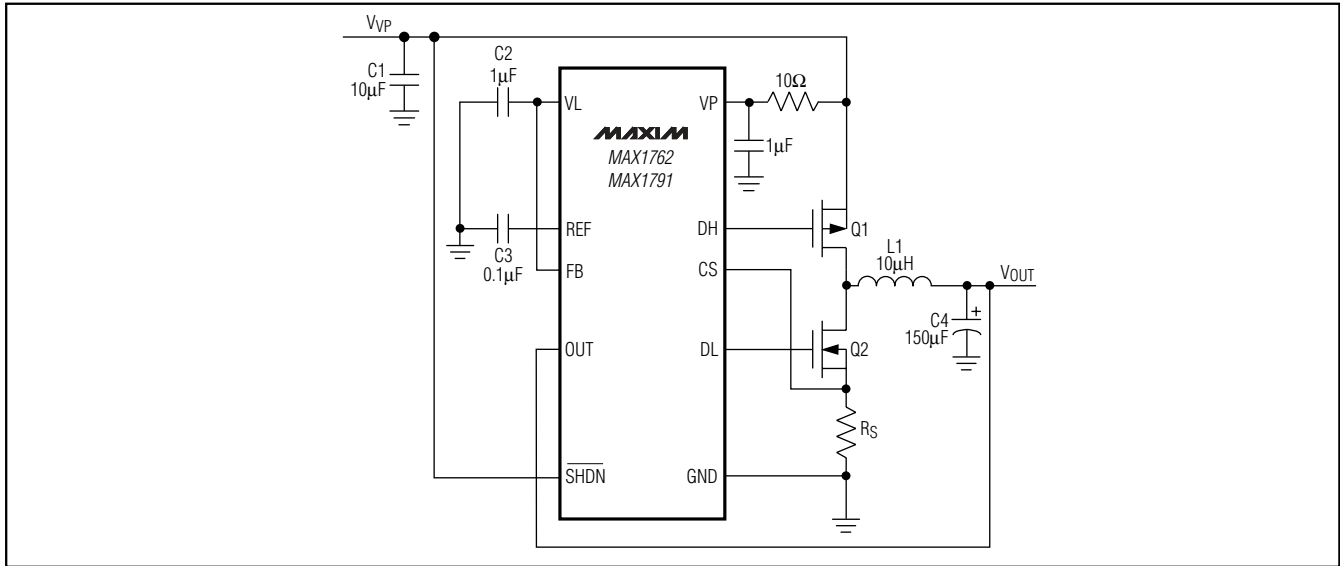 VVP
C1
10µF
C2
1µF
VL
VP
10Ω
1µF
MAXIM
MAX1762
MAX1791
REF
C3
0.1µF
FB
DH
Q1
CS
L1
10µH
VOUT
C4
150µF
+
OUT
DL
Q2
RS
SHDN
GND